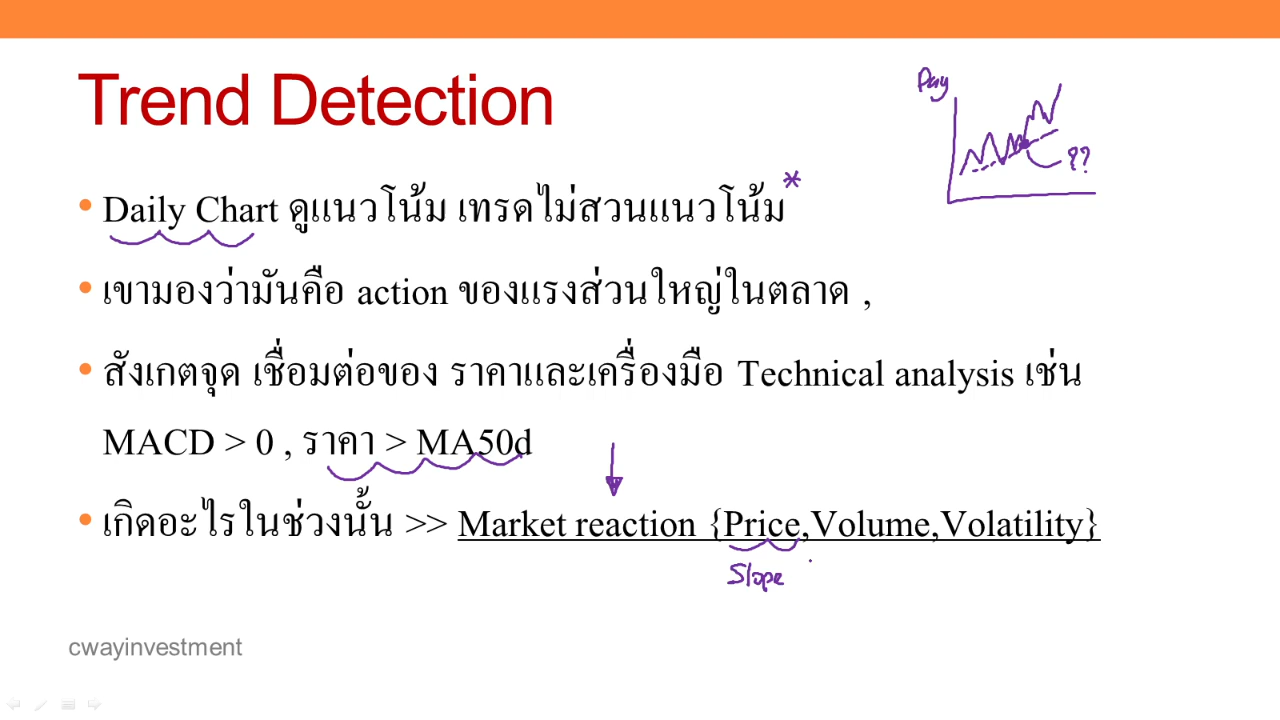 Trend Detection
Day
??
• Daily Chart ดูแนวโน้ม เทรดไม่สวนแนวโน้ม*
• เขามองว่ามันคือ action ของแรงส่วนใหญ่ในตลาด ,
• สังเกตจุด เชื่อมต่อของ ราคาและเครื่องมือ Technical analysis เช่น
MACD > 0 , ราคา > MA50d
• เกิดอะไรในช่วงนั้น >> Market reaction {Price,Volume,Volatility}
Slope
cwayinvestment